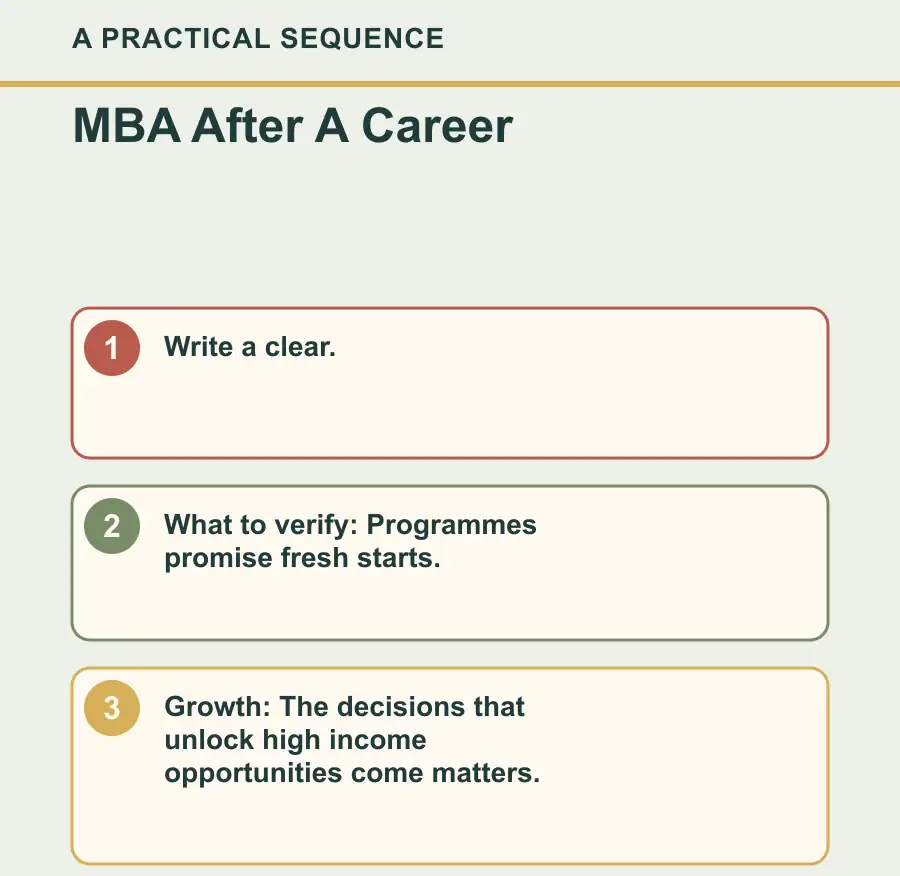 A PRACTICAL SEQUENCE
MBA After A Career
1
Write a clear.
2
What to verify: Programmes
promise fresh starts.
3
Growth: The decisions that
unlock high income
opportunities come matters.